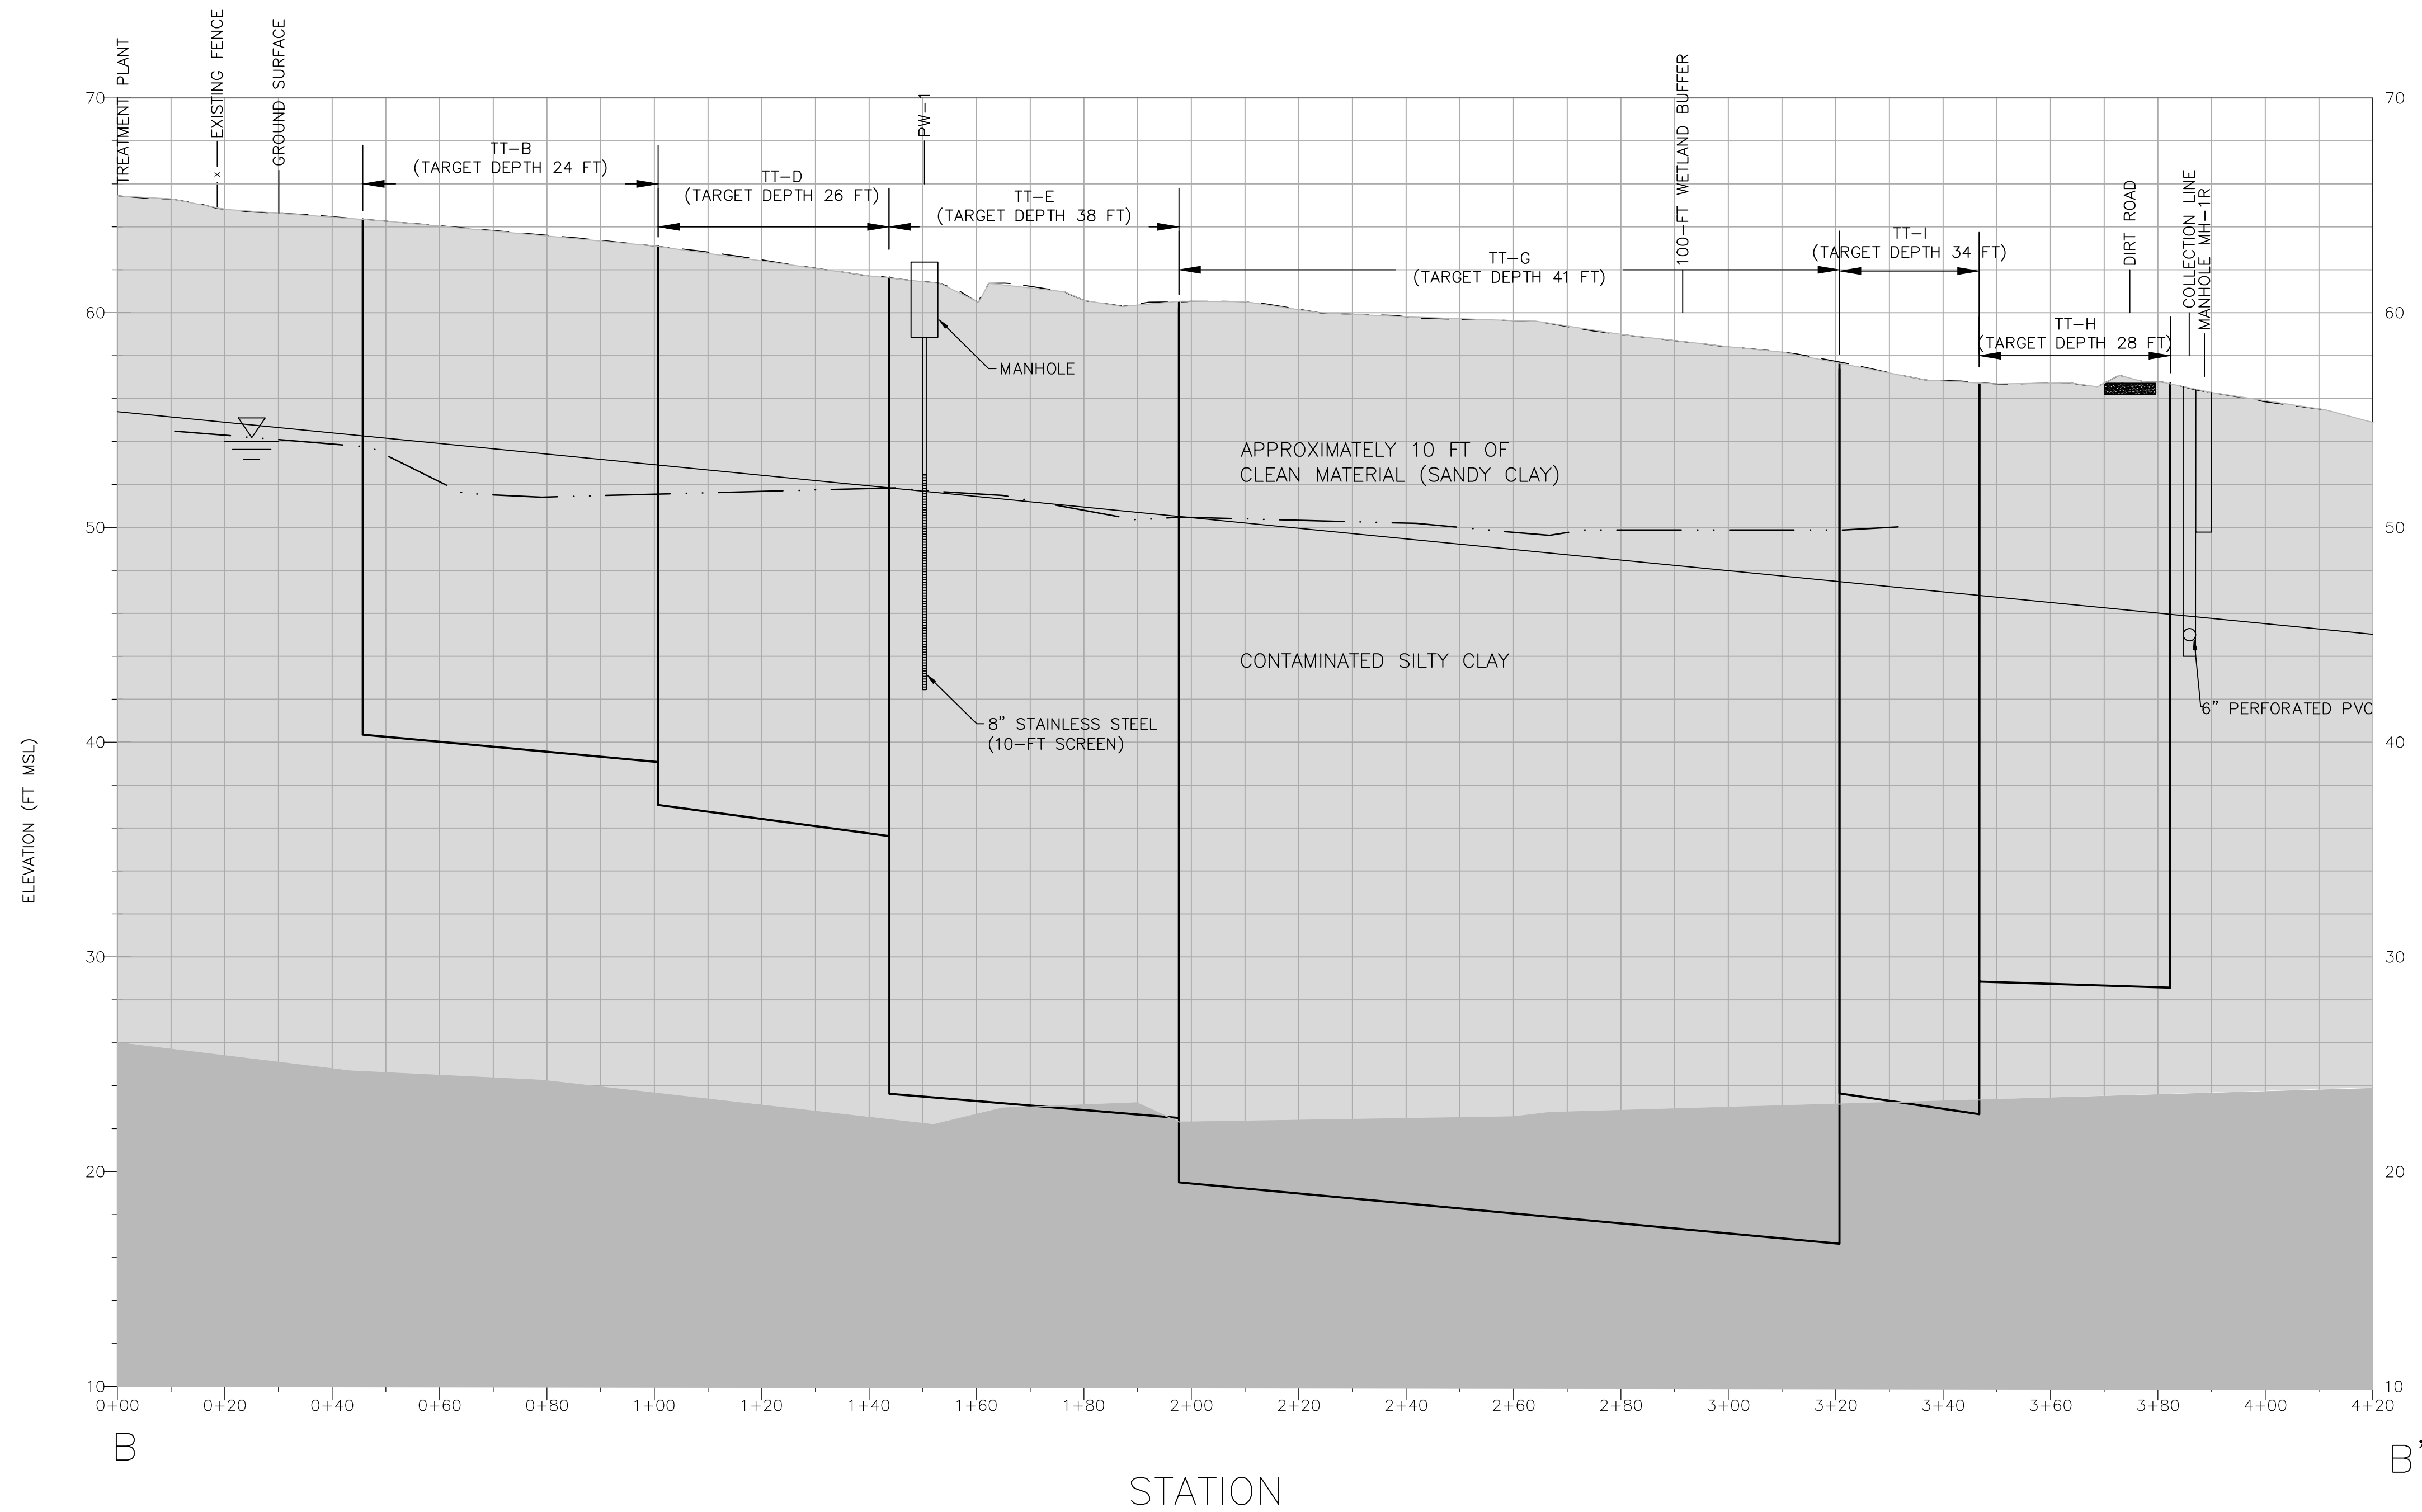 TREATMENT PLANT
x EXISTING FENCE
GROUND SURFACE
PW-1
100-FT WETLAND BUFFER
DIRT ROAD
COLLECTION LINE
MANHOLE MH-1R
TT-B
(TARGET DEPTH 24 FT)
TT-D
(TARGET DEPTH 26 FT)
TT-E
(TARGET DEPTH 38 FT)
TT-G
(TARGET DEPTH 41 FT)
TT-I
(TARGET DEPTH 34 FT)
TT-H
(TARGET DEPTH 28 FT)
MANHOLE
APPROXIMATELY 10 FT OF
CLEAN MATERIAL (SANDY CLAY)
CONTAMINATED SILTY CLAY
8" STAINLESS STEEL
(10-FT SCREEN)
6" PERFORATED PVC
ELEVATION (FT MSL)
70
60
50
40
30
20
10
70
60
50
40
30
20
10
0+00 0+20 0+40 0+60 0+80 1+00 1+20 1+40 1+60 1+80 2+00 2+20 2+40 2+60 2+80 3+00 3+20 3+40 3+60 3+80 4+00 4+20
B
B'
STATION